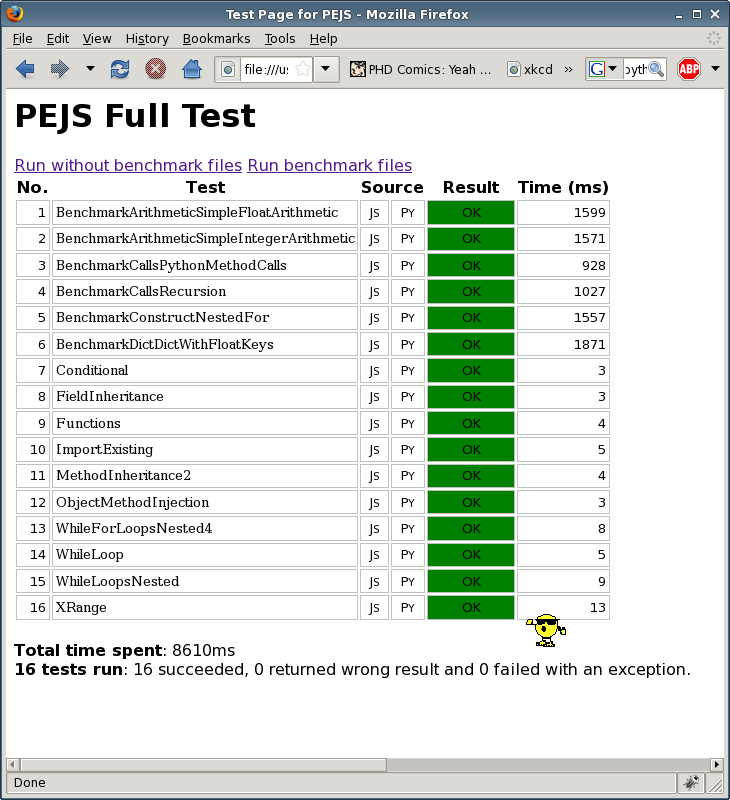 Test Page for PEJS - Mozilla Firefox
File Edit View History Bookmarks Tools Help
file:///us PHD Comics: Yeah ... xkcd » G pyth ABP
PEJS Full Test
Run without benchmark files Run benchmark files
No. Test Source Result Time (ms)
1 BenchmarkArithmeticSimpleFloatArithmetic JS PY OK 1599
2 BenchmarkArithmeticSimpleIntegerArithmetic JS PY OK 1571
3 BenchmarkCallsPythonMethodCalls JS PY OK 928
4 BenchmarkCallsRecursion JS PY OK 1027
5 BenchmarkConstructNestedFor JS PY OK 1557
6 BenchmarkDictDictWithFloatKeys JS PY OK 1871
7 Conditional JS PY OK 3
8 FieldInheritance JS PY OK 3
9 Functions JS PY OK 4
10 ImportExisting JS PY OK 5
11 MethodInheritance2 JS PY OK 4
12 ObjectMethodInjection JS PY OK 3
13 WhileForLoopsNested4 JS PY OK 8
14 WhileLoop JS PY OK 5
15 WhileLoopsNested JS PY OK 9
16 XRange JS PY OK 13
Total time spent: 8610ms
16 tests run: 16 succeeded, 0 returned wrong result and 0 failed with an exception.
Done